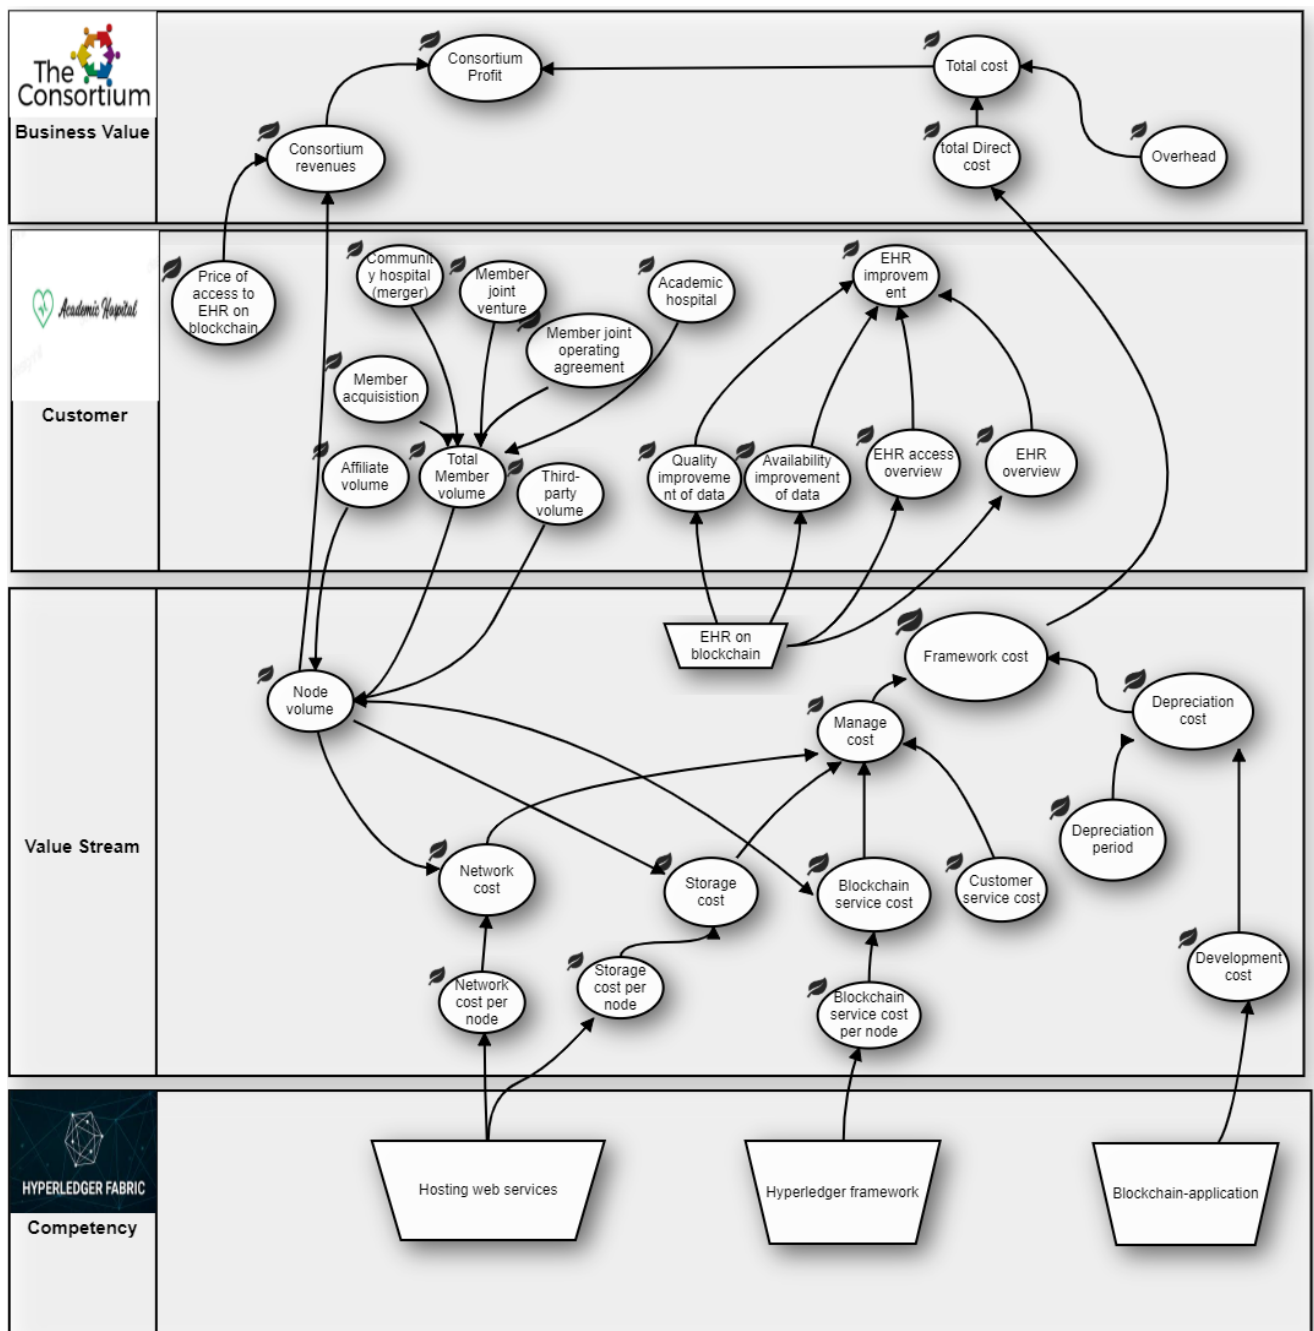 The
Consortium
Business Value
Consortium
Profit
Total cost
Consortium
revenues
total Direct
cost
Overhead
Academic Hospital
Customer
Price of
access to
EHR on
blockchain
Communit
y hospital
(merger)
Member
joint
venture
Academic
hospital
EHR
improvem
ent
Member joint
operating
agreement
Member
acquisistion
Affiliate
volume
Total
Member
volume
Third-
party
volume
Quality
improveme
nt of data
Availability
improvement
of data
EHR access
overview
EHR
overview
Value Stream
EHR on
blockchain
Framework cost
Node
volume
Manage
cost
Depreciation
cost
Depreciation
period
Network
cost
Storage
cost
Blockchain
service cost
Customer
service cost
Development
cost
Network
cost per
node
Storage
cost per
node
Blockchain
service cost
per node
HYPERLEDGER FABRIC
Competency
Hosting web services
Hyperledger framework
Blockchain-application